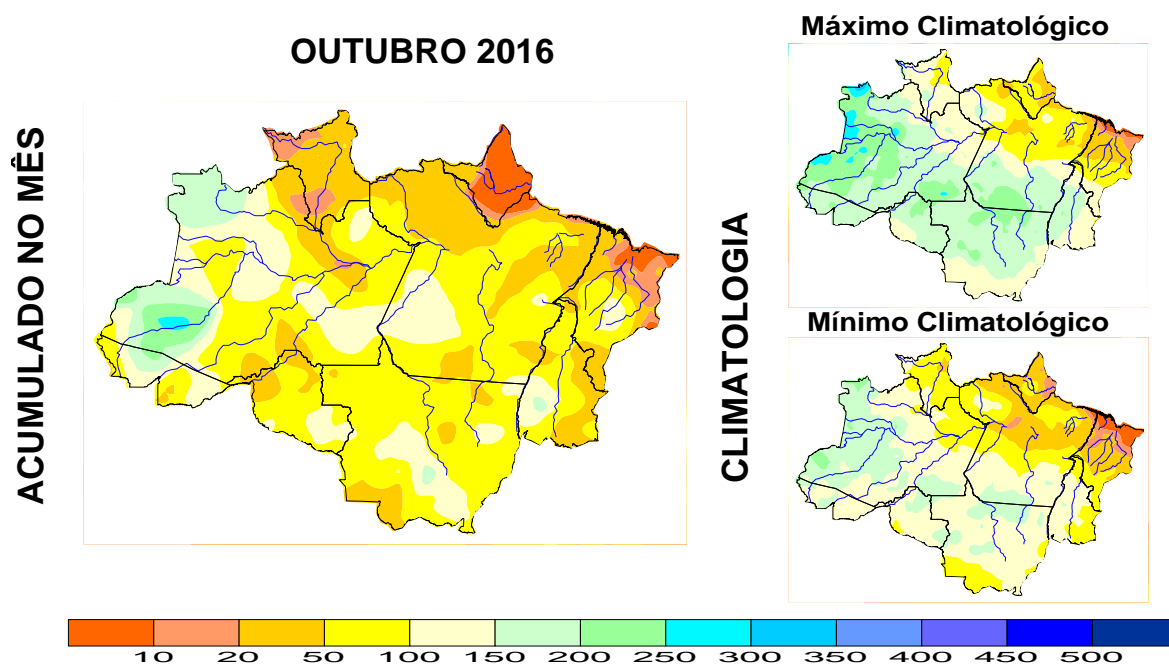 OUTUBRO 2016
ACUMULADO NO MÊS
CLIMATOLOGIA
Máximo Climatológico
Mínimo Climatológico
10 20 50 100 150 200 250 300 350 400 450 500